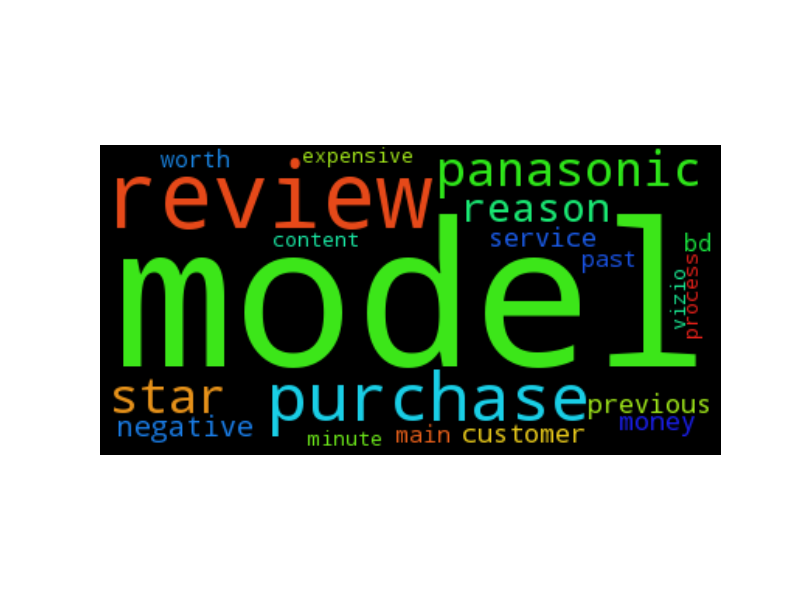 worth
expensive
panasonic
review
reason
content
service
bd
past
model
vizio
process
star
purchase
previous
negative
money
minute
main
customer